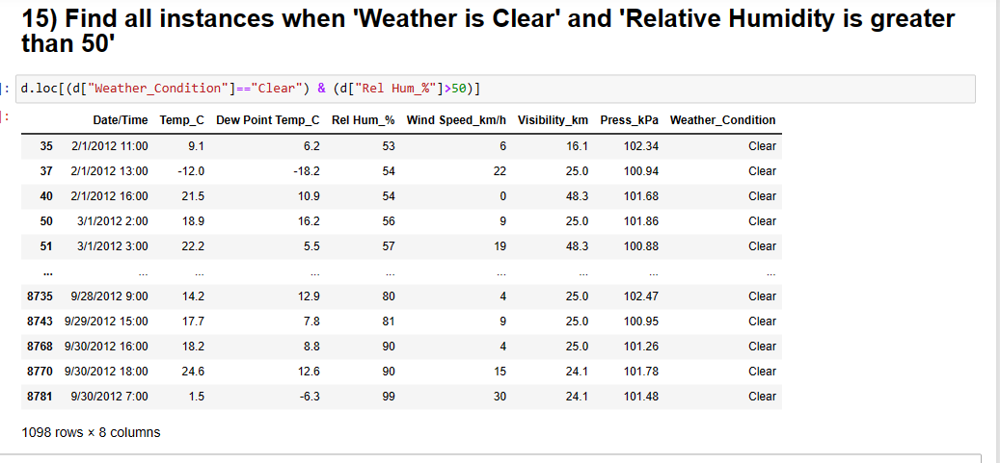 15) Find all instances when 'Weather is Clear' and 'Relative Humidity is greater
than 50'
]: d.loc[(d["Weather_Condition"]=="Clear") & (d["Rel Hum_%"]>50)]
]:
Date/Time Temp_C Dew Point Temp_C Rel Hum_% Wind Speed_km/h Visibility_km Press_kPa Weather_Condition
35 2/1/2012 11:00 9.1 6.2 53 6 16.1 102.34 Clear
37 2/1/2012 13:00 -12.0 -18.2 54 22 25.0 100.94 Clear
40 2/1/2012 16:00 21.5 10.9 54 0 48.3 101.68 Clear
50 3/1/2012 2:00 18.9 16.2 56 9 25.0 101.86 Clear
51 3/1/2012 3:00 22.2 5.5 57 19 48.3 100.88 Clear
... ... ... ... ... ... ... ... ...
8735 9/28/2012 9:00 14.2 12.9 80 4 25.0 102.47 Clear
8743 9/29/2012 15:00 17.7 7.8 81 9 25.0 100.95 Clear
8768 9/30/2012 16:00 18.2 8.8 90 4 25.0 101.26 Clear
8770 9/30/2012 18:00 24.6 12.6 90 15 24.1 101.78 Clear
8781 9/30/2012 7:00 1.5 -6.3 99 30 24.1 101.48 Clear
1098 rows × 8 columns